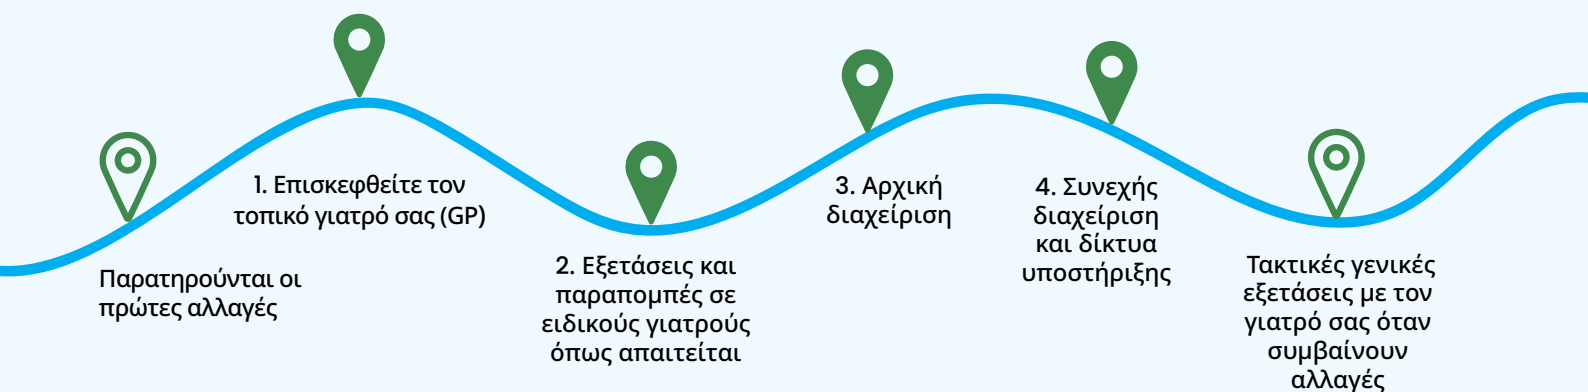 Παρατηρούνται οι
πρώτες αλλαγές
1. Επισκεφθείτε τον
τοπικό γιατρό σας (GP)
2. Εξετάσεις και
παραπομπές σε
ειδικούς γιατρούς
όπως απαιτείται
3. Αρχική
διαχείριση
4. Συνεχής
διαχείριση
και δίκτυα
υποστήριξης
Τακτικές γενικές
εξετάσεις με τον
γιατρό σας όταν
συμβαίνουν
αλλαγές